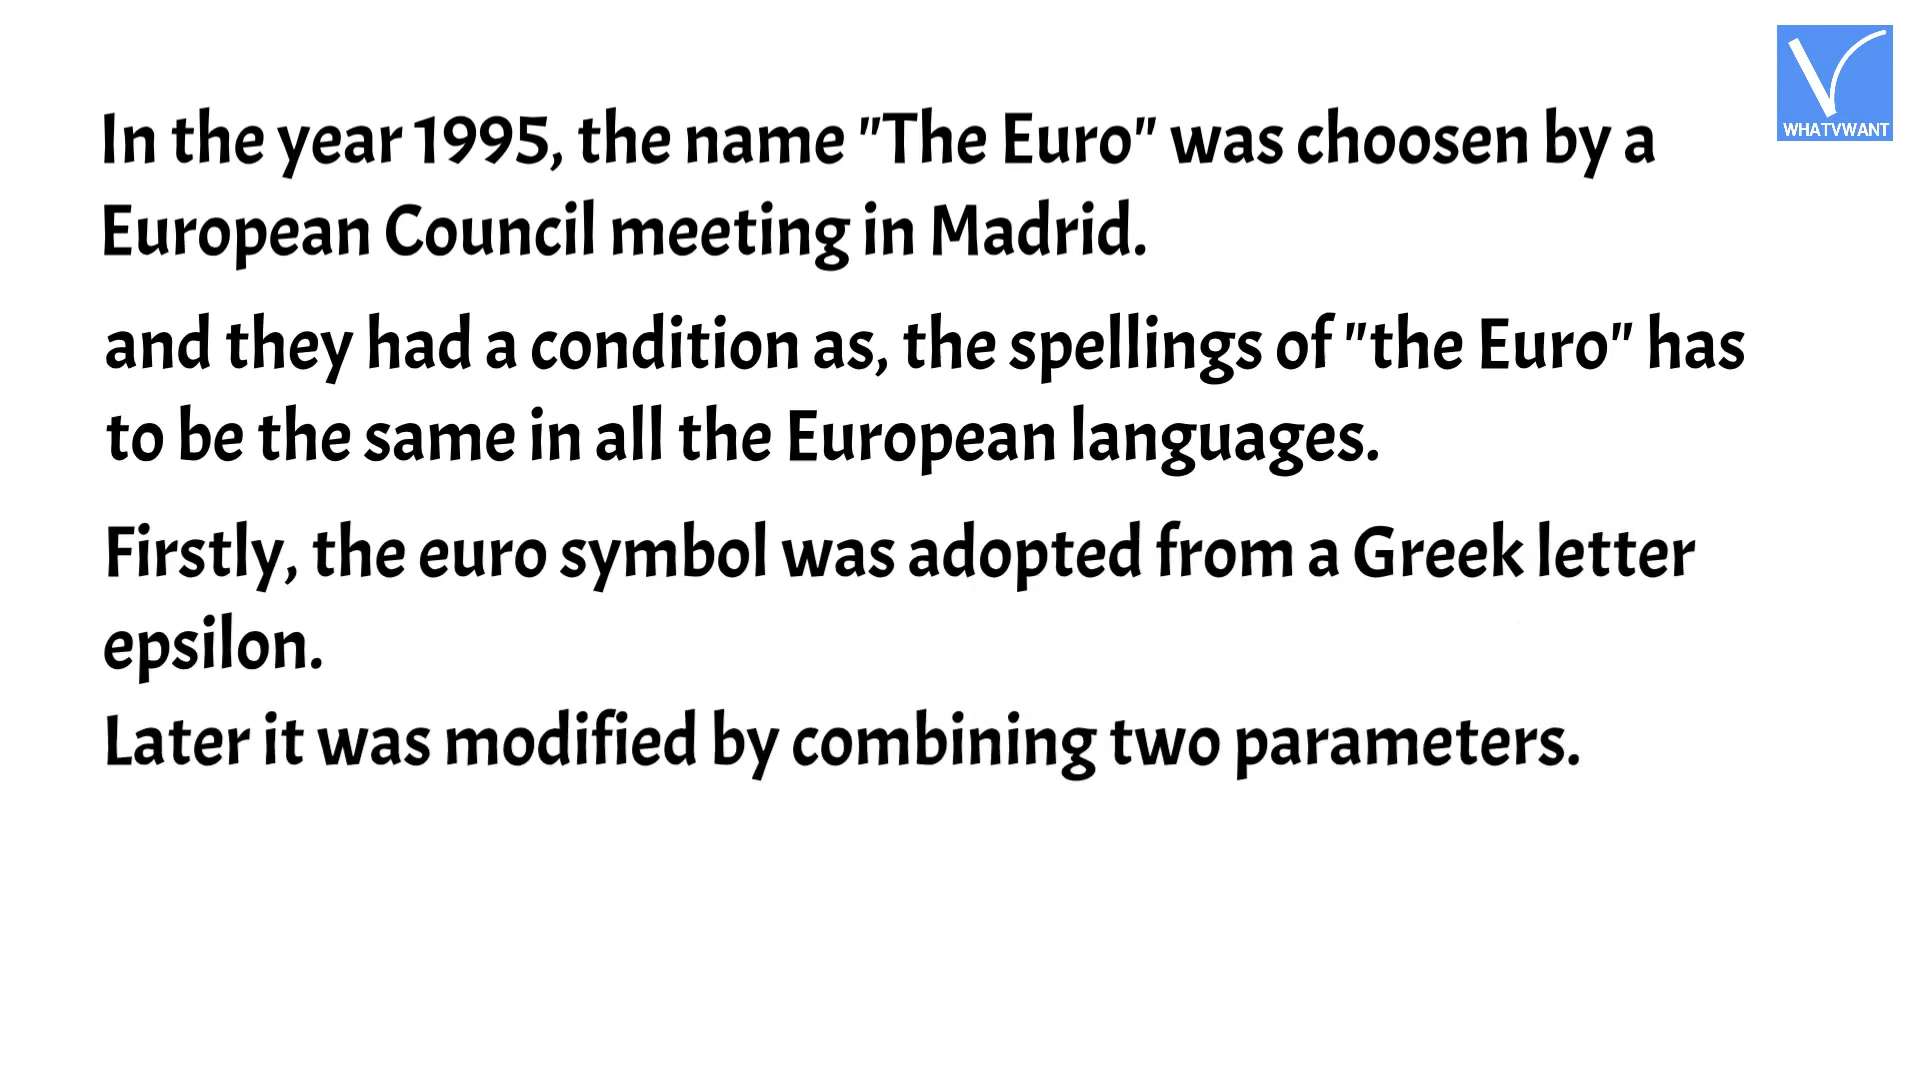 WHATVWANT
In the year 1995, the name "The Euro" was choosen by a
European Council meeting in Madrid.
and they had a condition as, the spellings of "the Euro" has
to be the same in all the European languages.
Firstly, the euro symbol was adopted from a Greek letter
epsilon.
Later it was modified by combining two parameters.